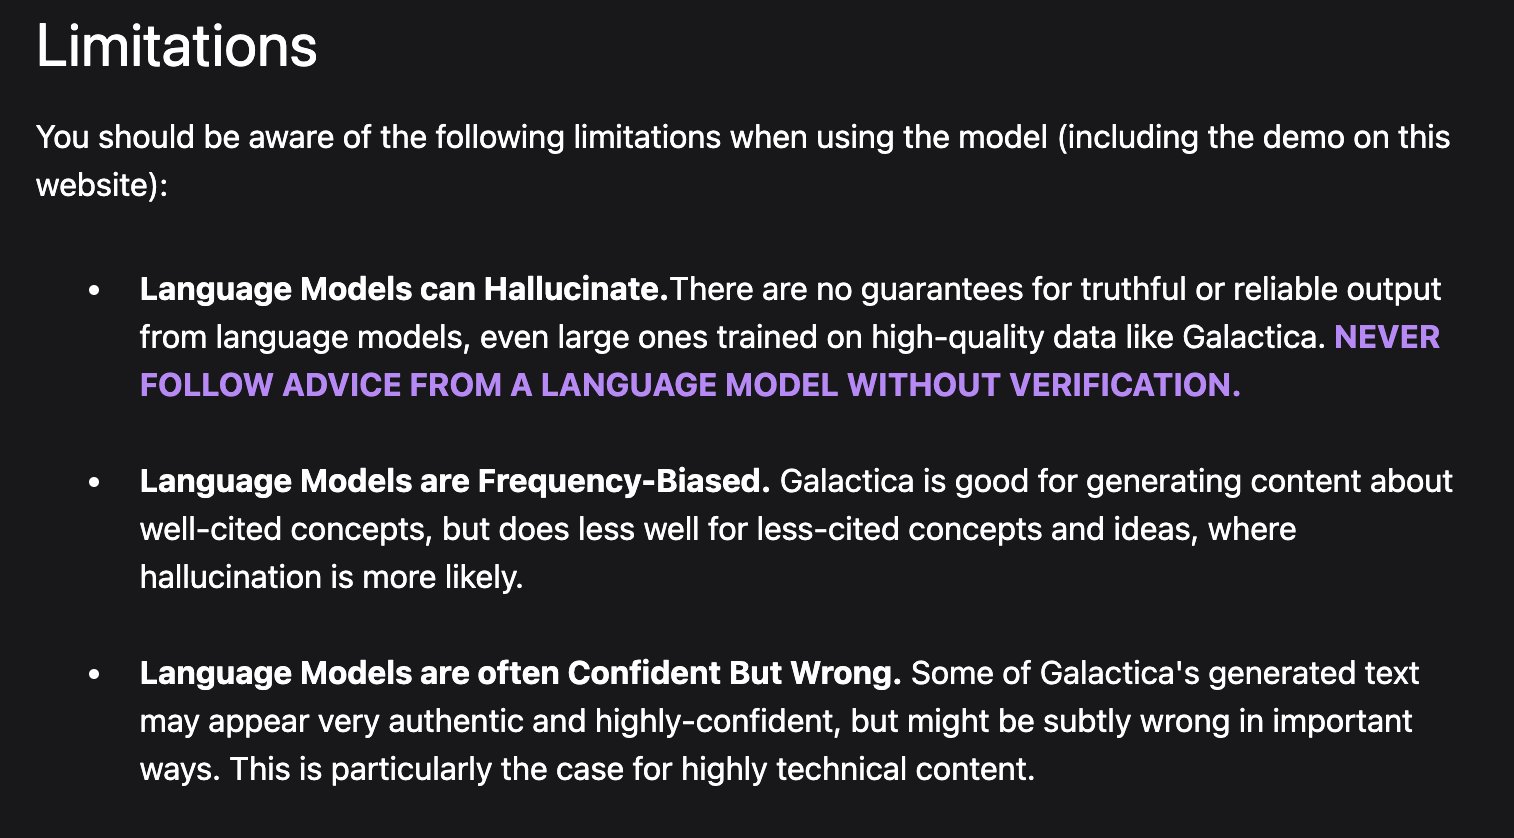 Limitations
You should be aware of the following limitations when using the model (including the demo on this
website):
• Language Models can Hallucinate.There are no guarantees for truthful or reliable output
from language models, even large ones trained on high-quality data like Galactica. NEVER
FOLLOW ADVICE FROM A LANGUAGE MODEL WITHOUT VERIFICATION.
• Language Models are Frequency-Biased. Galactica is good for generating content about
well-cited concepts, but does less well for less-cited concepts and ideas, where
hallucination is more likely.
• Language Models are often Confident But Wrong. Some of Galactica's generated text
may appear very authentic and highly-confident, but might be subtly wrong in important
ways. This is particularly the case for highly technical content.